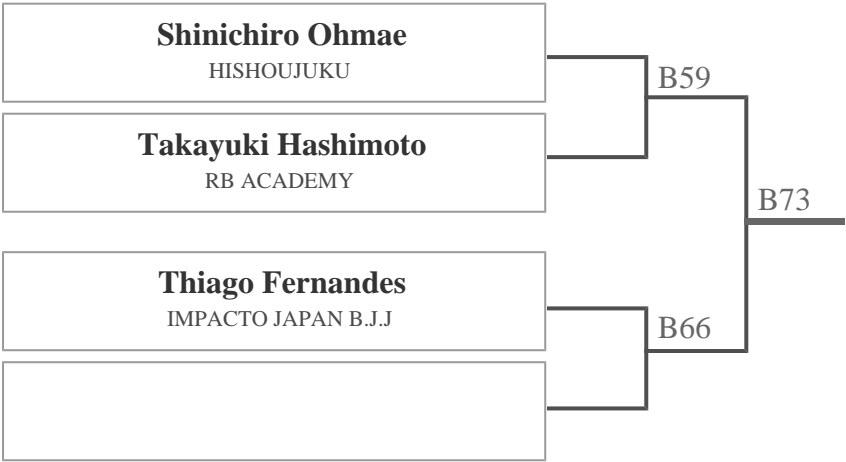 Shinichiro Ohmae
HISHOUJUKU
B59
Takayuki Hashimoto
RB ACADEMY
B73
Thiago Fernandes
IMPACTO JAPAN B.J.J
B66